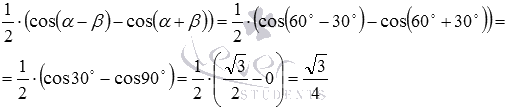 1/2 · (cos(α − β) − cos(α + β)) = 1/2 · (cos(60° − 30°) − cos(60° + 30°)) =
= 1/2 · (cos30° − cos90°) = 1/2 · (√3/2 − 0) = √3/4
STUDENTS